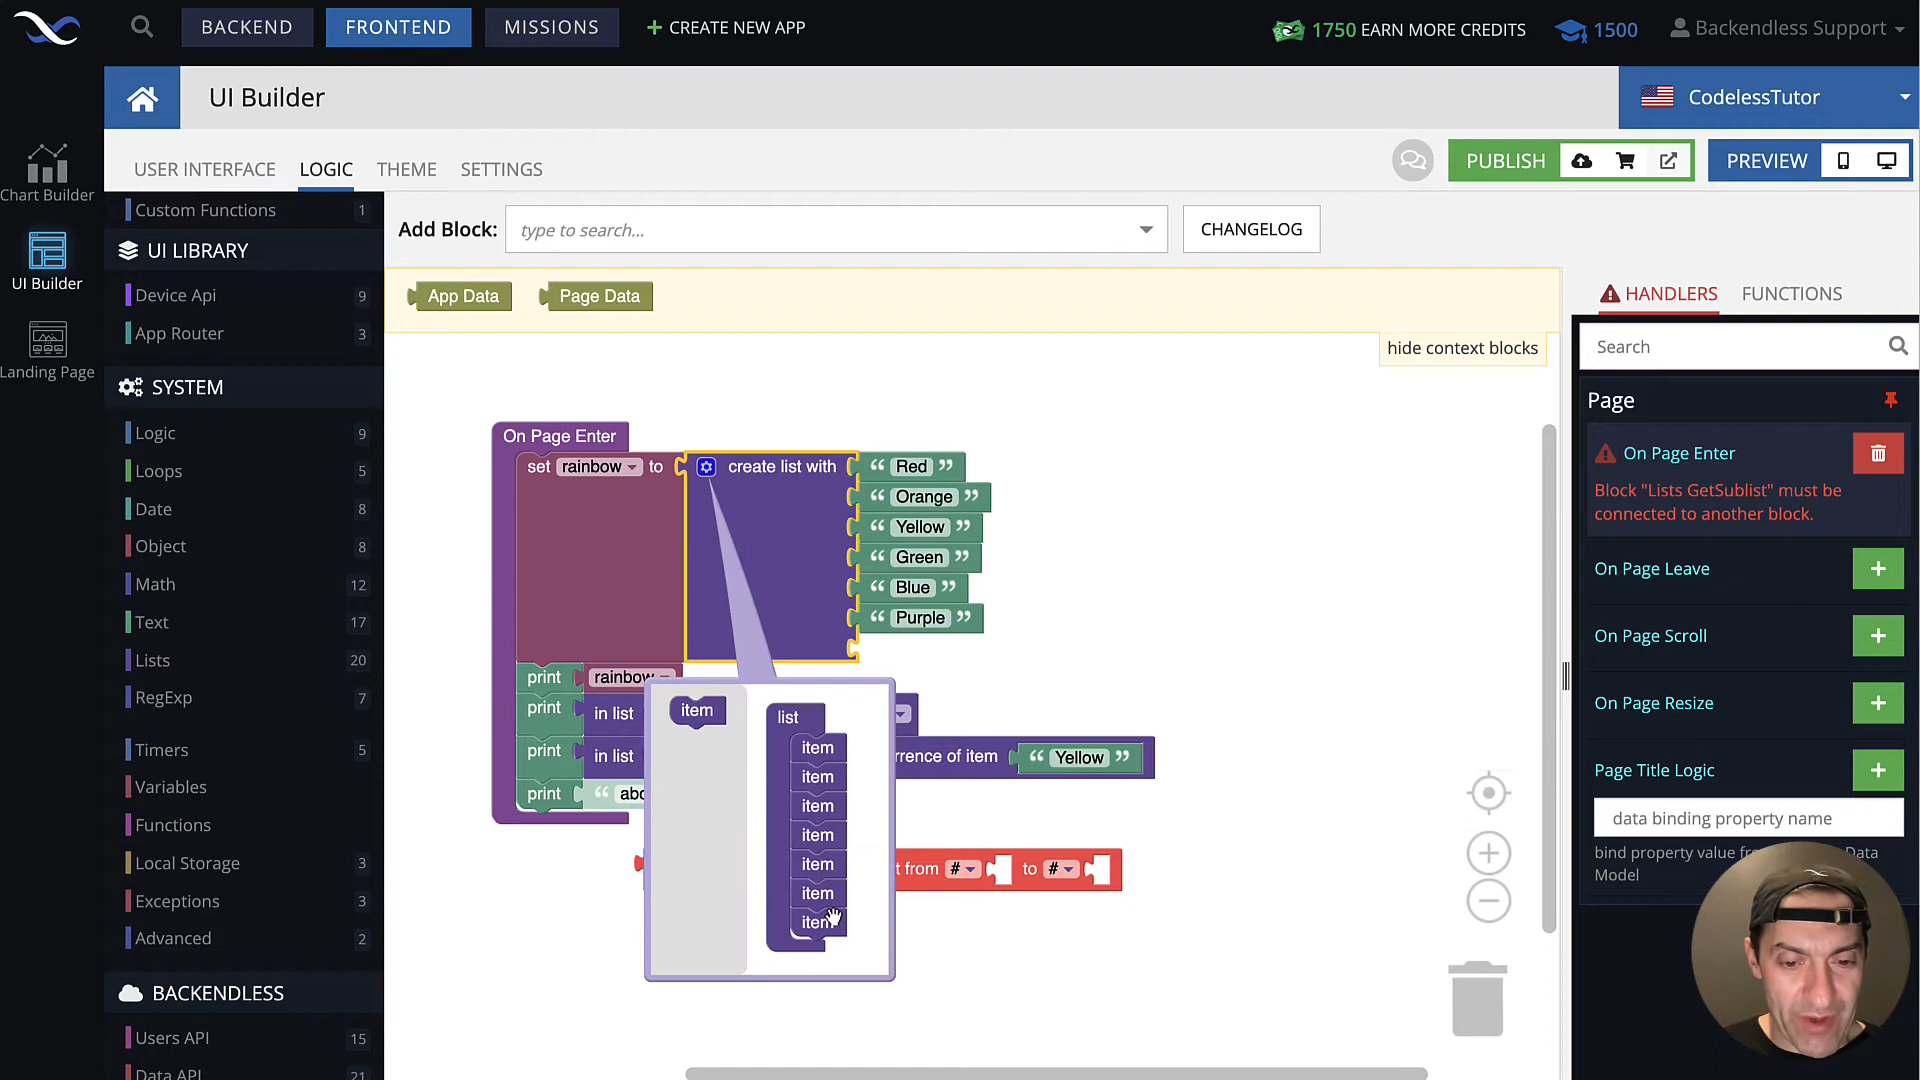 BACKEND
FRONTEND
MISSIONS
+ CREATE NEW APP
1750 EARN MORE CREDITS
1500
Backendless Support
UI Builder
CodelessTutor
Chart Builder
UI Builder
Landing Page
USER INTERFACE
LOGIC
THEME
SETTINGS
PUBLISH
PREVIEW
Custom Functions 1
UI LIBRARY
Device Api 9
App Router 3
SYSTEM
Logic 9
Loops 5
Date 8
Object 8
Math 12
Text 17
Lists 20
RegExp 7
Timers 5
Variables
Functions
Local Storage 3
Exceptions 5
Advanced 5
BACKENDLESS
Users API 15
Data API 21
Add Block: type to search...
CHANGELOG
App Data
Page Data
hide context blocks
On Page Enter
set rainbow to create list with “ Red ”
“ Orange ”
“ Yellow ”
“ Green ”
“ Blue ”
“ Purple ”
print rainbow
print in list
print in list
of item “ Yellow ”
print “
from # to #
item
list
item
item
item
item
item
item
item
HANDLERS
FUNCTIONS
Search
Page
On Page Enter
Block "Lists GetSublist" must be
connected to another block.
On Page Leave
On Page Scroll
On Page Resize
Page Title Logic
data binding property name
bind property value Data
Model